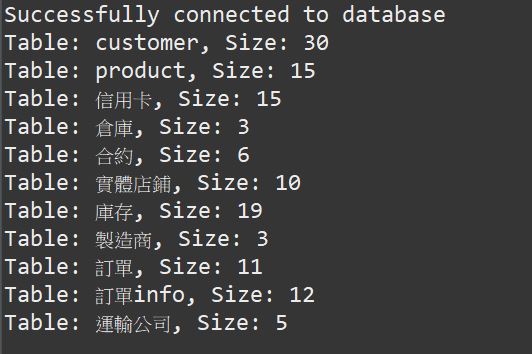 Successfully connected to database
Table: customer, Size: 30
Table: product, Size: 15
Table: 信用卡, Size: 15
Table: 倉庫, Size: 3
Table: 合約, Size: 6
Table: 實體店鋪, Size: 10
Table: 庫存, Size: 19
Table: 製造商, Size: 3
Table: 訂單, Size: 11
Table: 訂單info, Size: 12
Table: 運輸公司, Size: 5